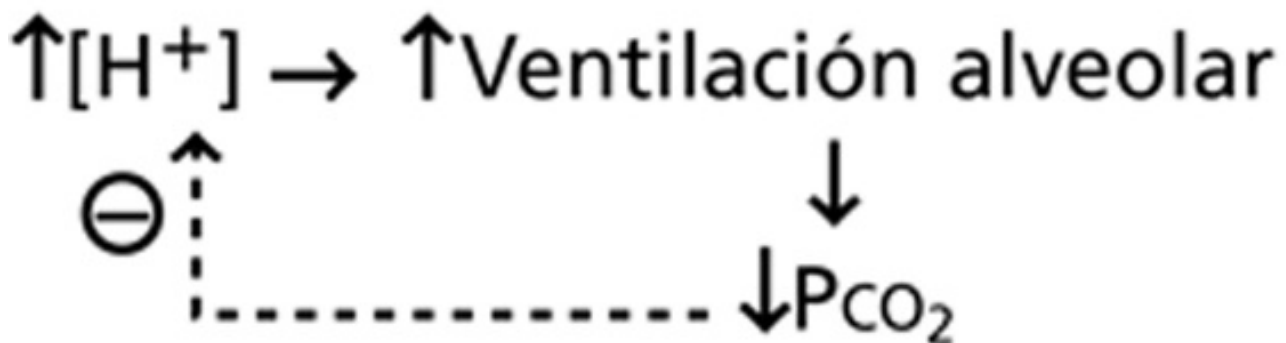 ↑[H⁺] → ↑Ventilación alveolar
⊖
↓PCO₂